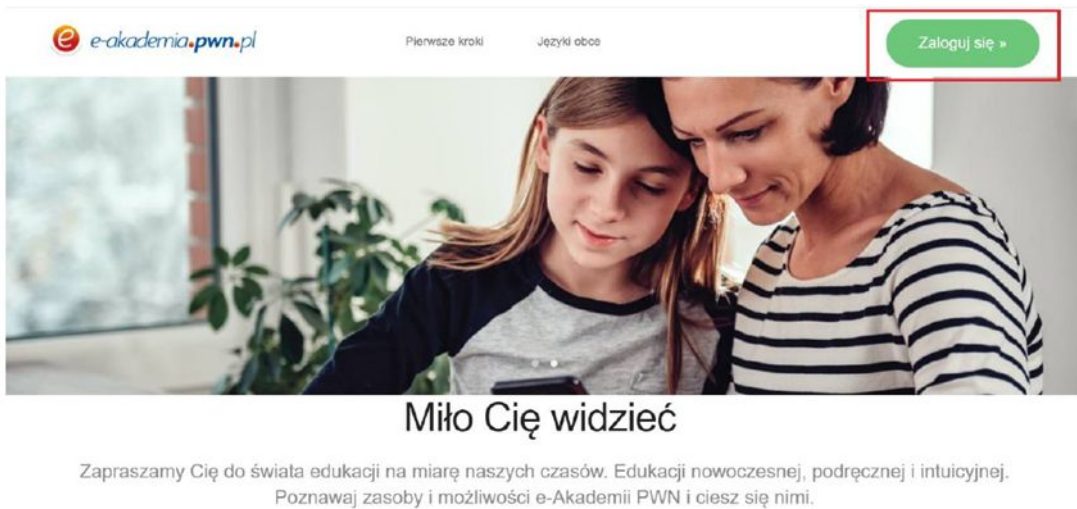 e-akademia.pwn.pl
Pierwsze kroki
Języki obce
Zaloguj się »
Miło Cię widzieć
Zapraszamy Cię do świata edukacji na miarę naszych czasów. Edukacji nowoczesnej, podręcznej i intuicyjnej.
Poznawaj zasoby i możliwości e-Akademii PWN i ciesz się nimi.